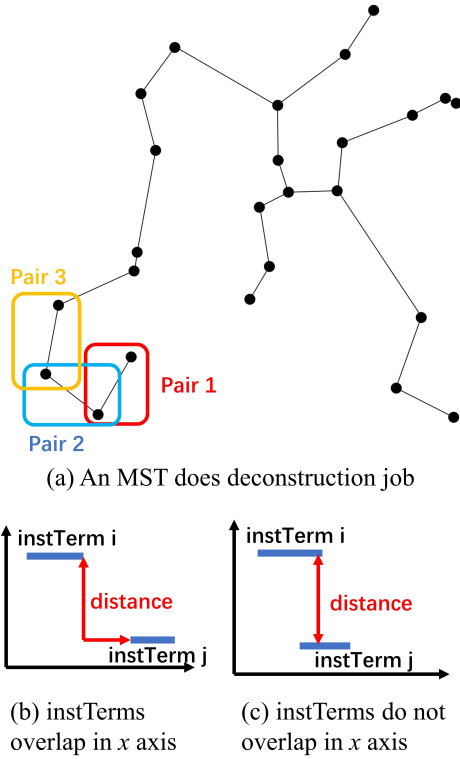 Pair 3
Pair 1
Pair 2
(a) An MST does deconstruction job
instTerm i
distance
instTerm j
instTerm i
distance
instTerm j
(b) instTerms
overlap in x axis
(c) instTerms do not
overlap in x axis